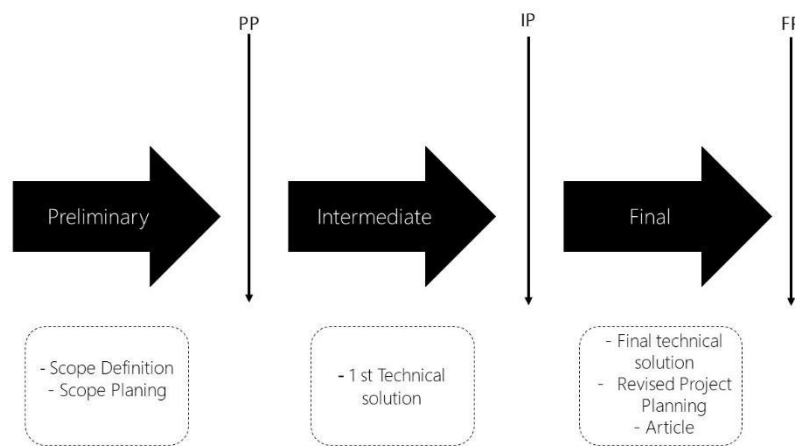 PP
IP
FP
Preliminary
Intermediate
Final
- Scope Definition
- Scope Planing
- 1 st Technical
solution
- Final technical
solution
- Revised Project
Planning
- Article